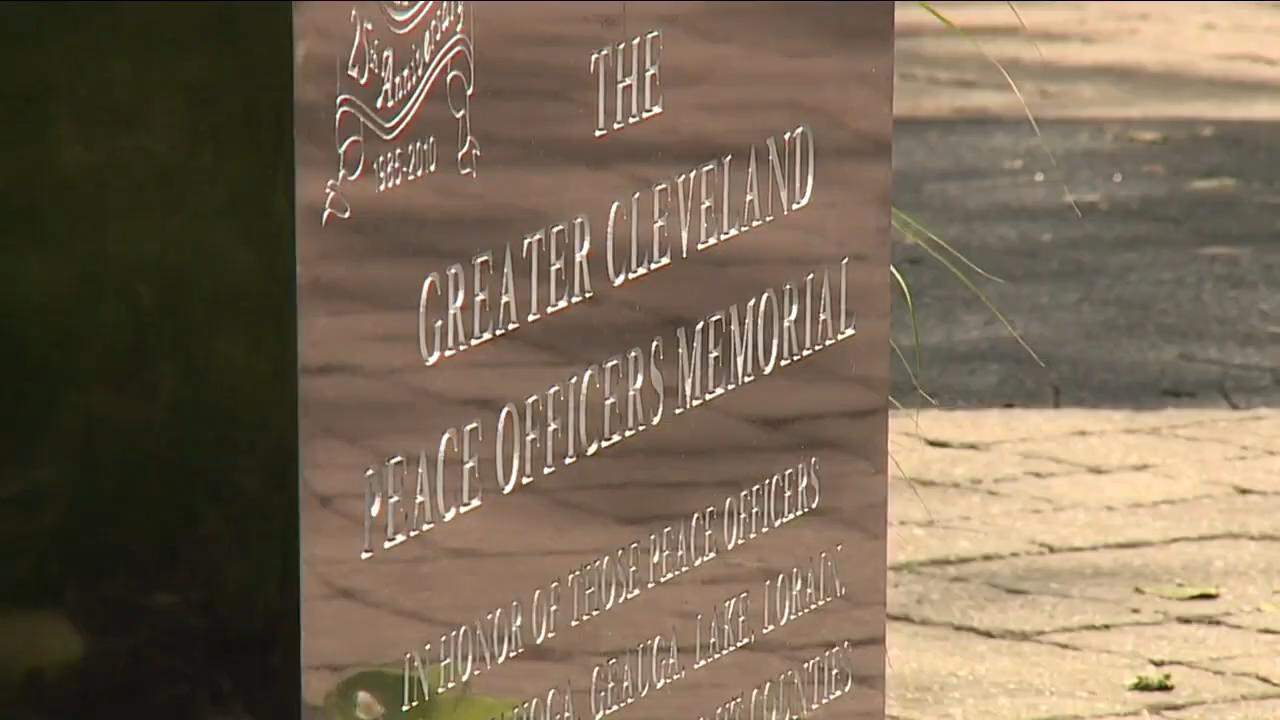 25th Anniversary
1985-2010
THE
GREATER CLEVELAND
PEACE OFFICERS MEMORIAL
IN HONOR OF THOSE PEACE OFFICERS
GEAUGA, LAKE, LORAIN,
COUNTIES